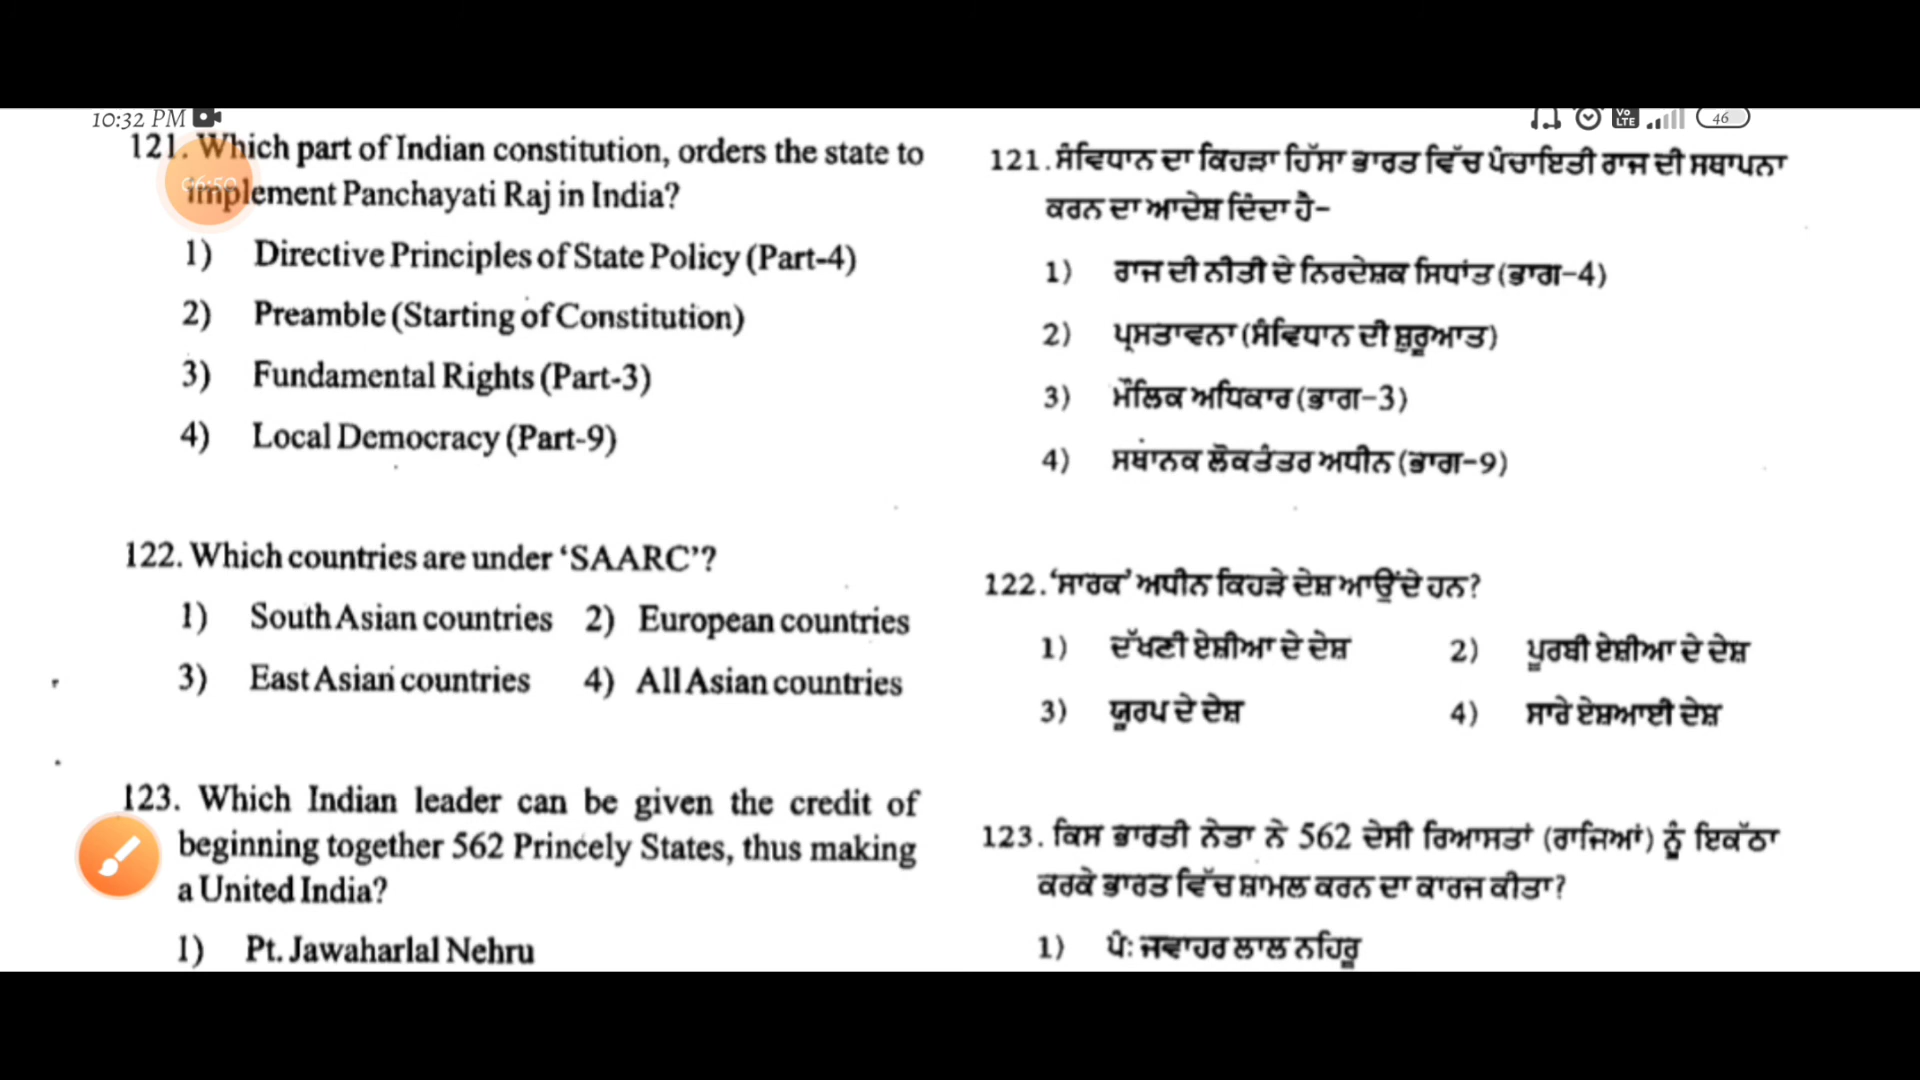 10:32 PM
Vo LTE
46
06:50
121. Which part of Indian constitution, orders the state to
implement Panchayati Raj in India?
1) Directive Principles of State Policy (Part-4)
2) Preamble (Starting of Constitution)
3) Fundamental Rights (Part-3)
4) Local Democracy (Part-9)
122. Which countries are under ‘SAARC’?
1) South Asian countries 2) European countries
3) East Asian countries 4) All Asian countries
123. Which Indian leader can be given the credit of
beginning together 562 Princely States, thus making
a United India?
1) Pt. Jawaharlal Nehru
121. ਸੰਵਿਧਾਨ ਦਾ ਕਿਹੜਾ ਹਿੱਸਾ ਭਾਰਤ ਵਿੱਚ ਪੰਚਾਇਤੀ ਰਾਜ ਦੀ ਸਥਾਪਨਾ
ਕਰਨ ਦਾ ਆਦੇਸ਼ ਦਿੰਦਾ ਹੈ-
1) ਰਾਜ ਦੀ ਨੀਤੀ ਦੇ ਨਿਰਦੇਸ਼ਕ ਸਿਧਾਂਤ (ਭਾਗ-4)
2) ਪ੍ਰਸਤਾਵਨਾ (ਸੰਵਿਧਾਨ ਦੀ ਸ਼ੁਰੂਆਤ)
3) ਮੌਲਿਕ ਅਧਿਕਾਰ (ਭਾਗ-3)
4) ਸਥਾਨਕ ਲੋਕਤੰਤਰ ਅਧੀਨ (ਭਾਗ-9)
122. ‘ਸਾਰਕ’ ਅਧੀਨ ਕਿਹੜੇ ਦੇਸ਼ ਆਉਂਦੇ ਹਨ?
1) ਦੱਖਣੀ ਏਸ਼ੀਆ ਦੇ ਦੇਸ਼ 2) ਪੂਰਬੀ ਏਸ਼ੀਆ ਦੇ ਦੇਸ਼
3) ਯੂਰਪ ਦੇ ਦੇਸ਼ 4) ਸਾਰੇ ਏਸ਼ਆਈ ਦੇਸ਼
123. ਕਿਸ ਭਾਰਤੀ ਨੇਤਾ ਨੇ 562 ਦੇਸੀ ਰਿਆਸਤਾਂ (ਰਾਜਿਆਂ) ਨੂੰ ਇਕੱਠਾ
ਕਰਕੇ ਭਾਰਤ ਵਿੱਚ ਸ਼ਾਮਲ ਕਰਨ ਦਾ ਕਾਰਜ ਕੀਤਾ?
1) ਪੰ: ਜਵਾਹਰ ਲਾਲ ਨਹਿਰੂ